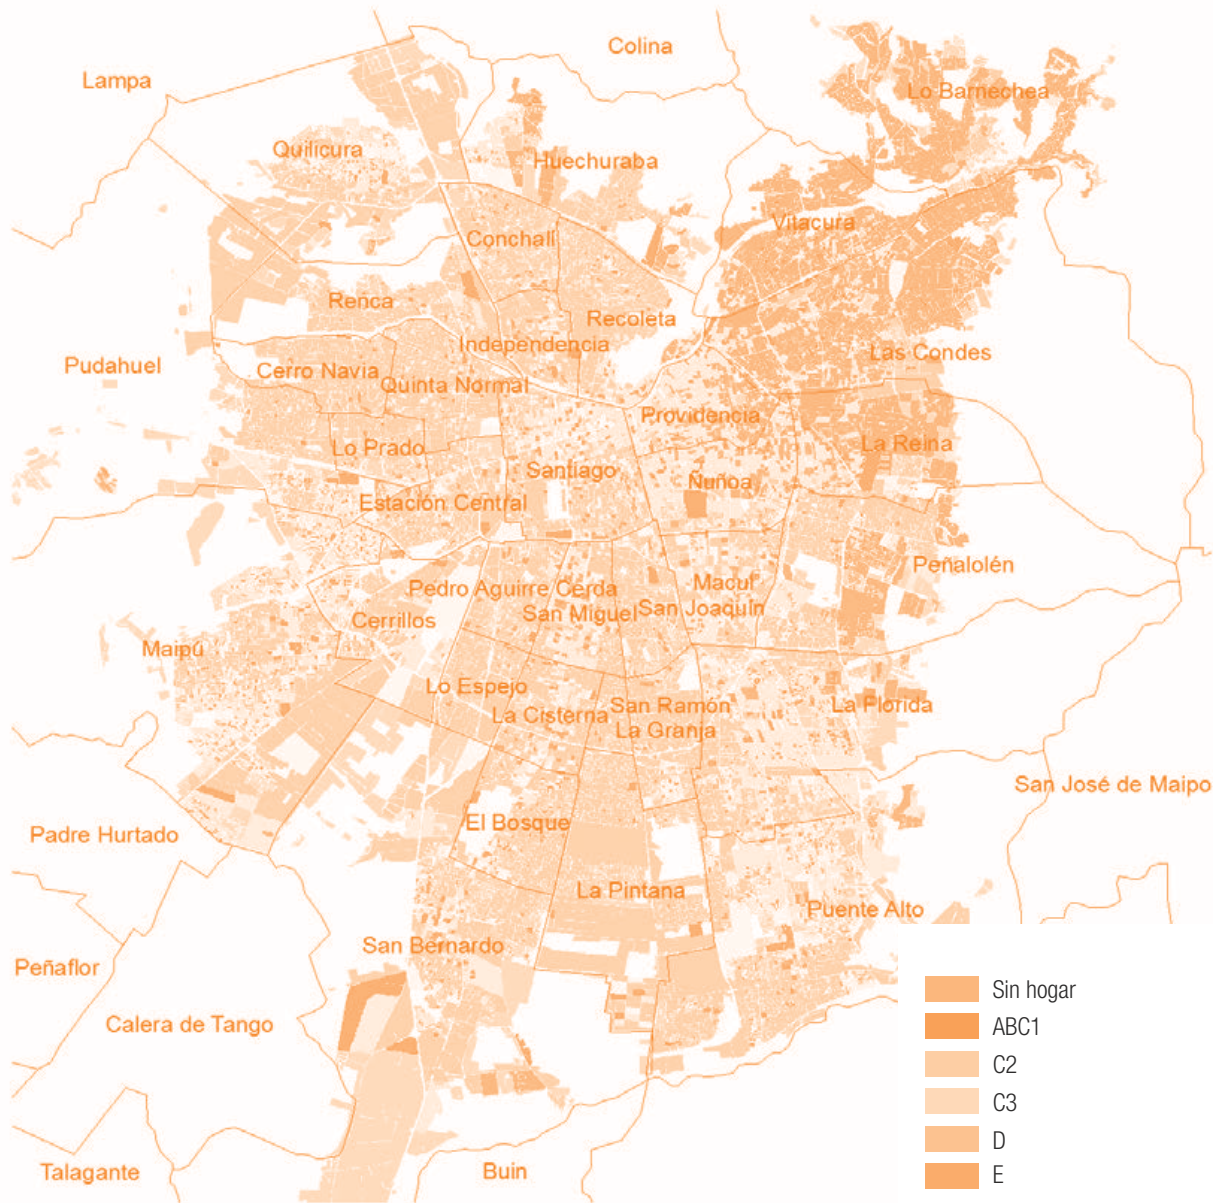 Colina
Lampa
Lo Barnechea
Quilicura
Huechuraba
Vitacura
Conchalí
Renca
Recoleta
Independencia
Las Condes
Pudahuel
Cerro Navia
Quinta Normal
Providencia
La Reina
Lo Prado
Santiago
Ñuñoa
Estación Central
Peñalolén
Macul
Pedro Aguirre Cerda
San Miguel
San Joaquín
Cerrillos
Maipú
Lo Espejo
San Ramón
La Florida
La Cisterna
La Granja
San José de Maipo
El Bosque
Padre Hurtado
La Pintana
Puente Alto
San Bernardo
Peñaflor
Calera de Tango
Talagante
Buin
Sin hogar
ABC1
C2
C3
D
E